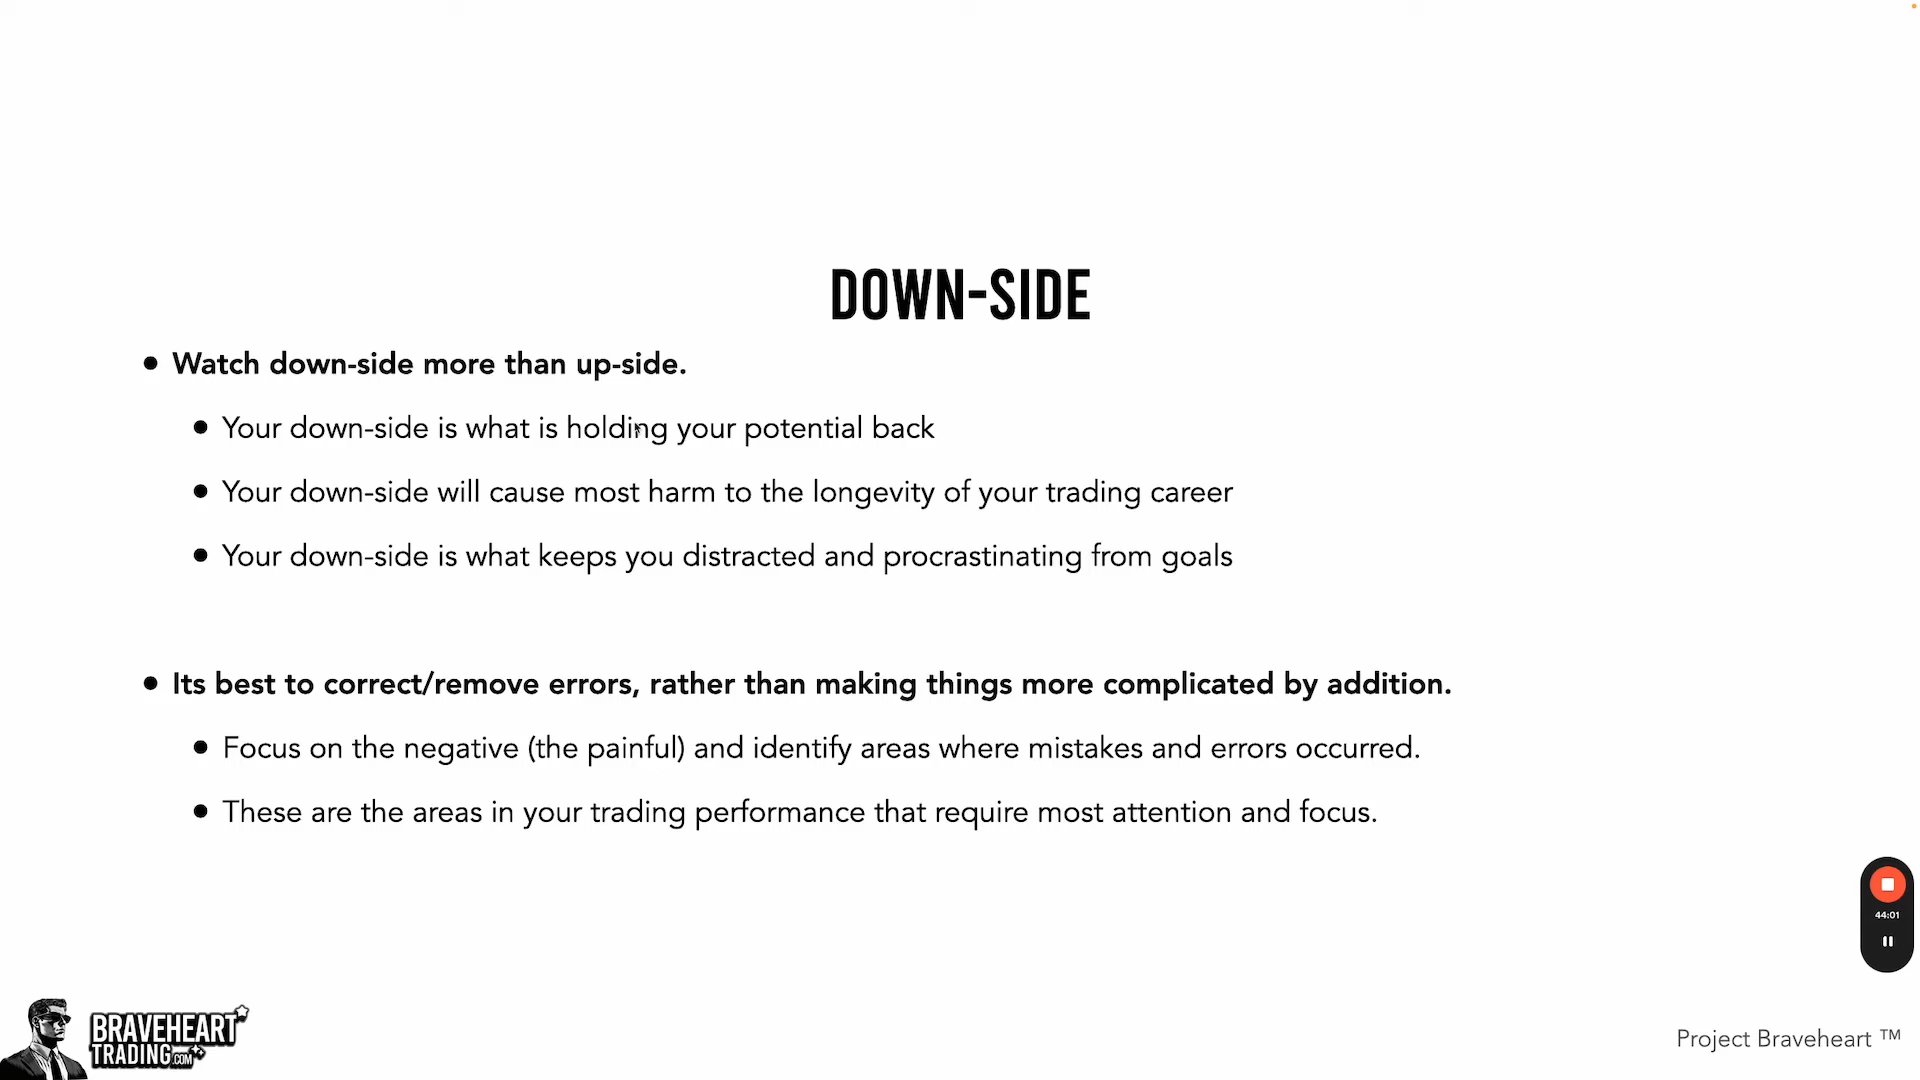 DOWN-SIDE
• Watch down-side more than up-side.
• Your down-side is what is holding your potential back
• Your down-side will cause most harm to the longevity of your trading career
• Your down-side is what keeps you distracted and procrastinating from goals
• Its best to correct/remove errors, rather than making things more complicated by addition.
• Focus on the negative (the painful) and identify areas where mistakes and errors occurred.
• These are the areas in your trading performance that require most attention and focus.
44:01
BRAVEHEART
TRADING.COM
Project Braveheart ™